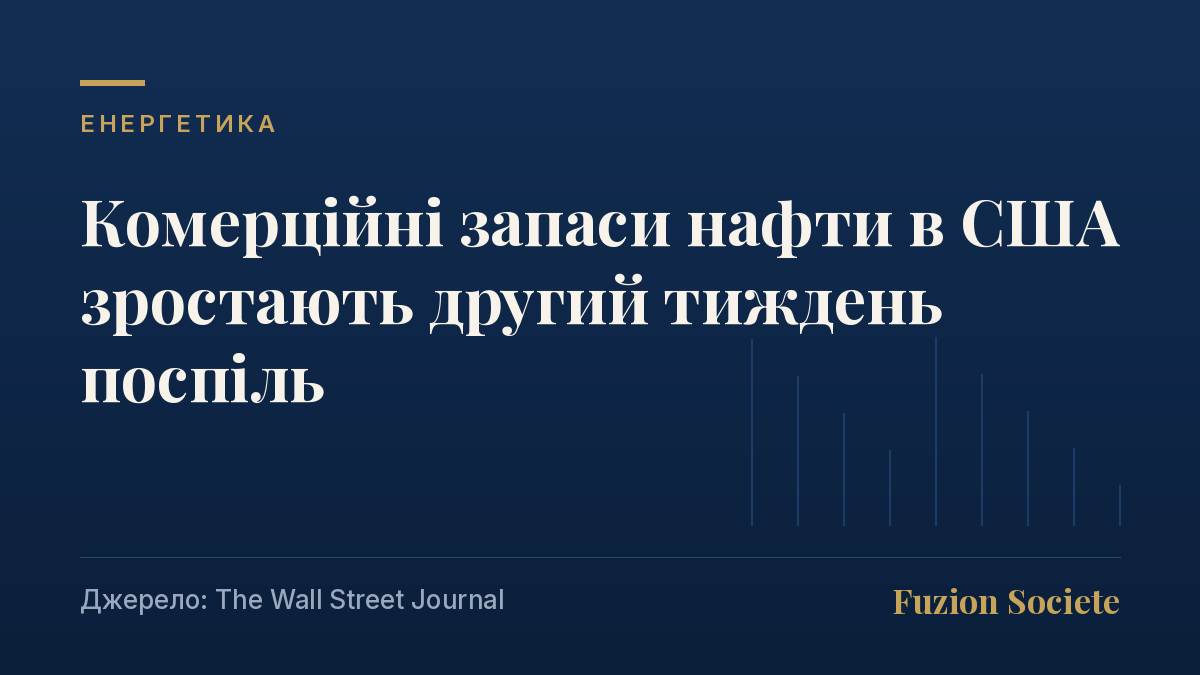 ЕНЕРГЕТИКА
Комерційні запаси нафти в США
зростають другий тиждень
поспіль
Джерело: The Wall Street Journal
Fuzion Societe